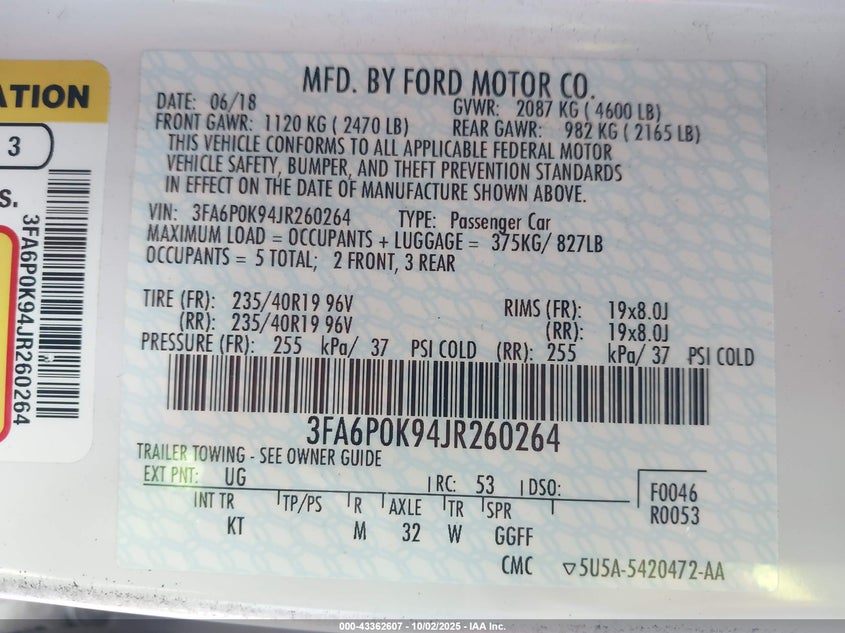 ATION
3
S.
3FA6P0K94JR260264
MFD. BY FORD MOTOR CO.
DATE: 06/18 GVWR: 2087 KG ( 4600 LB)
FRONT GAWR: 1120 KG ( 2470 LB) REAR GAWR: 982 KG ( 2165 LB)
THIS VEHICLE CONFORMS TO ALL APPLICABLE FEDERAL MOTOR
VEHICLE SAFETY, BUMPER, AND THEFT PREVENTION STANDARDS
IN EFFECT ON THE DATE OF MANUFACTURE SHOWN ABOVE.
VIN: 3FA6P0K94JR260264 TYPE: Passenger Car
MAXIMUM LOAD = OCCUPANTS + LUGGAGE = 375KG/ 827LB
OCCUPANTS = 5 TOTAL; 2 FRONT, 3 REAR
TIRE (FR): 235/40R19 96V RIMS (FR): 19x8.0J
(RR): 235/40R19 96V (RR): 19x8.0J
PRESSURE (FR): 255 kPa/ 37 PSI COLD (RR): 255 kPa/ 37 PSI COLD
3FA6P0K94JR260264
TRAILER TOWING - SEE OWNER GUIDE
EXT PNT: UG RC: 53 DSO: F0046
R0053
INT TR TP/PS R AXLE TR SPR
KT M 32 W GGFF
CMC ▽5U5A-5420472-AA
000-43362607 - 10/02/2025 - IAA Inc.